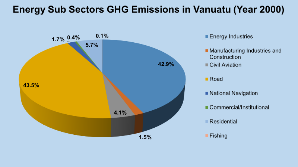 Energy Sub Sectors GHG Emissions in Vanuatu (Year 2000)
1.7%
0.4%
5.7%
0.1%
42.9%
43.5%
4.1%
1.5%
Energy Industries
Manufacturing Industries and
Construction
Civil Aviation
Road
National Navigation
Commercial/Institutional
Residential
Fishing